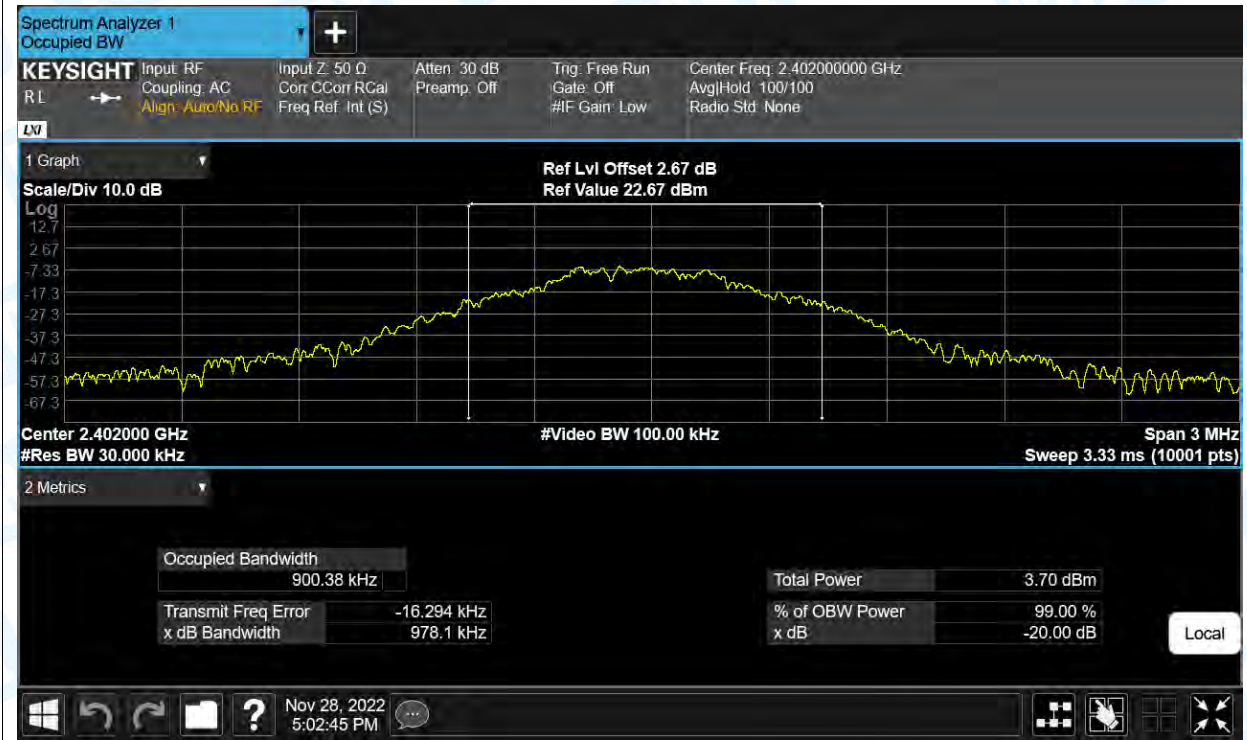 Spectrum Analyzer 1
Occupied BW
+
KEYSIGHT Input: RF Input Z: 50 Ω Atten: 30 dB Trig: Free Run Center Freq: 2.402000000 GHz
R L Coupling: AC Corr CCorr RCal Preamp: Off Gate: Off Avg|Hold: 100/100
Align: Auto/No RF Freq Ref: Int (S) #IF Gain: Low Radio Std: None
LXI
1 Graph
Ref Lvl Offset 2.67 dB
Scale/Div 10.0 dB Ref Value 22.67 dBm
Log
12.7
2.67
-7.33
-17.3
-27.3
-37.3
-47.3
-57.3
-67.3
Center 2.402000 GHz #Video BW 100.00 kHz Span 3 MHz
#Res BW 30.000 kHz Sweep 3.33 ms (10001 pts)
2 Metrics
Occupied Bandwidth
900.38 kHz Total Power 3.70 dBm
Transmit Freq Error -16.294 kHz % of OBW Power 99.00 %
x dB Bandwidth 978.1 kHz x dB -20.00 dB
Local
? Nov 28, 2022
5:02:45 PM